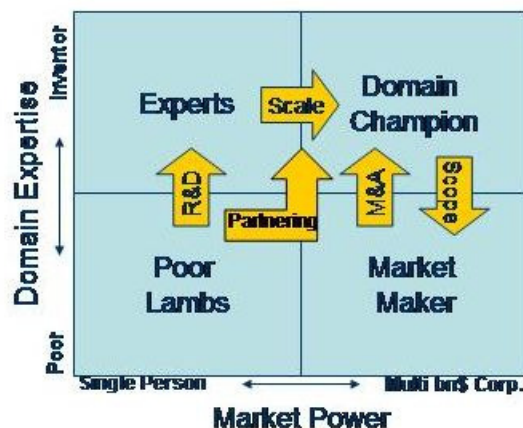 Domain Expertise
Inventor
Poor
Experts
Scale
Domain
Champion
R&D
Partnering
M&A
Scope
Poor
Lambs
Market
Maker
Single Person
Multi bn$ Corp.
Market Power